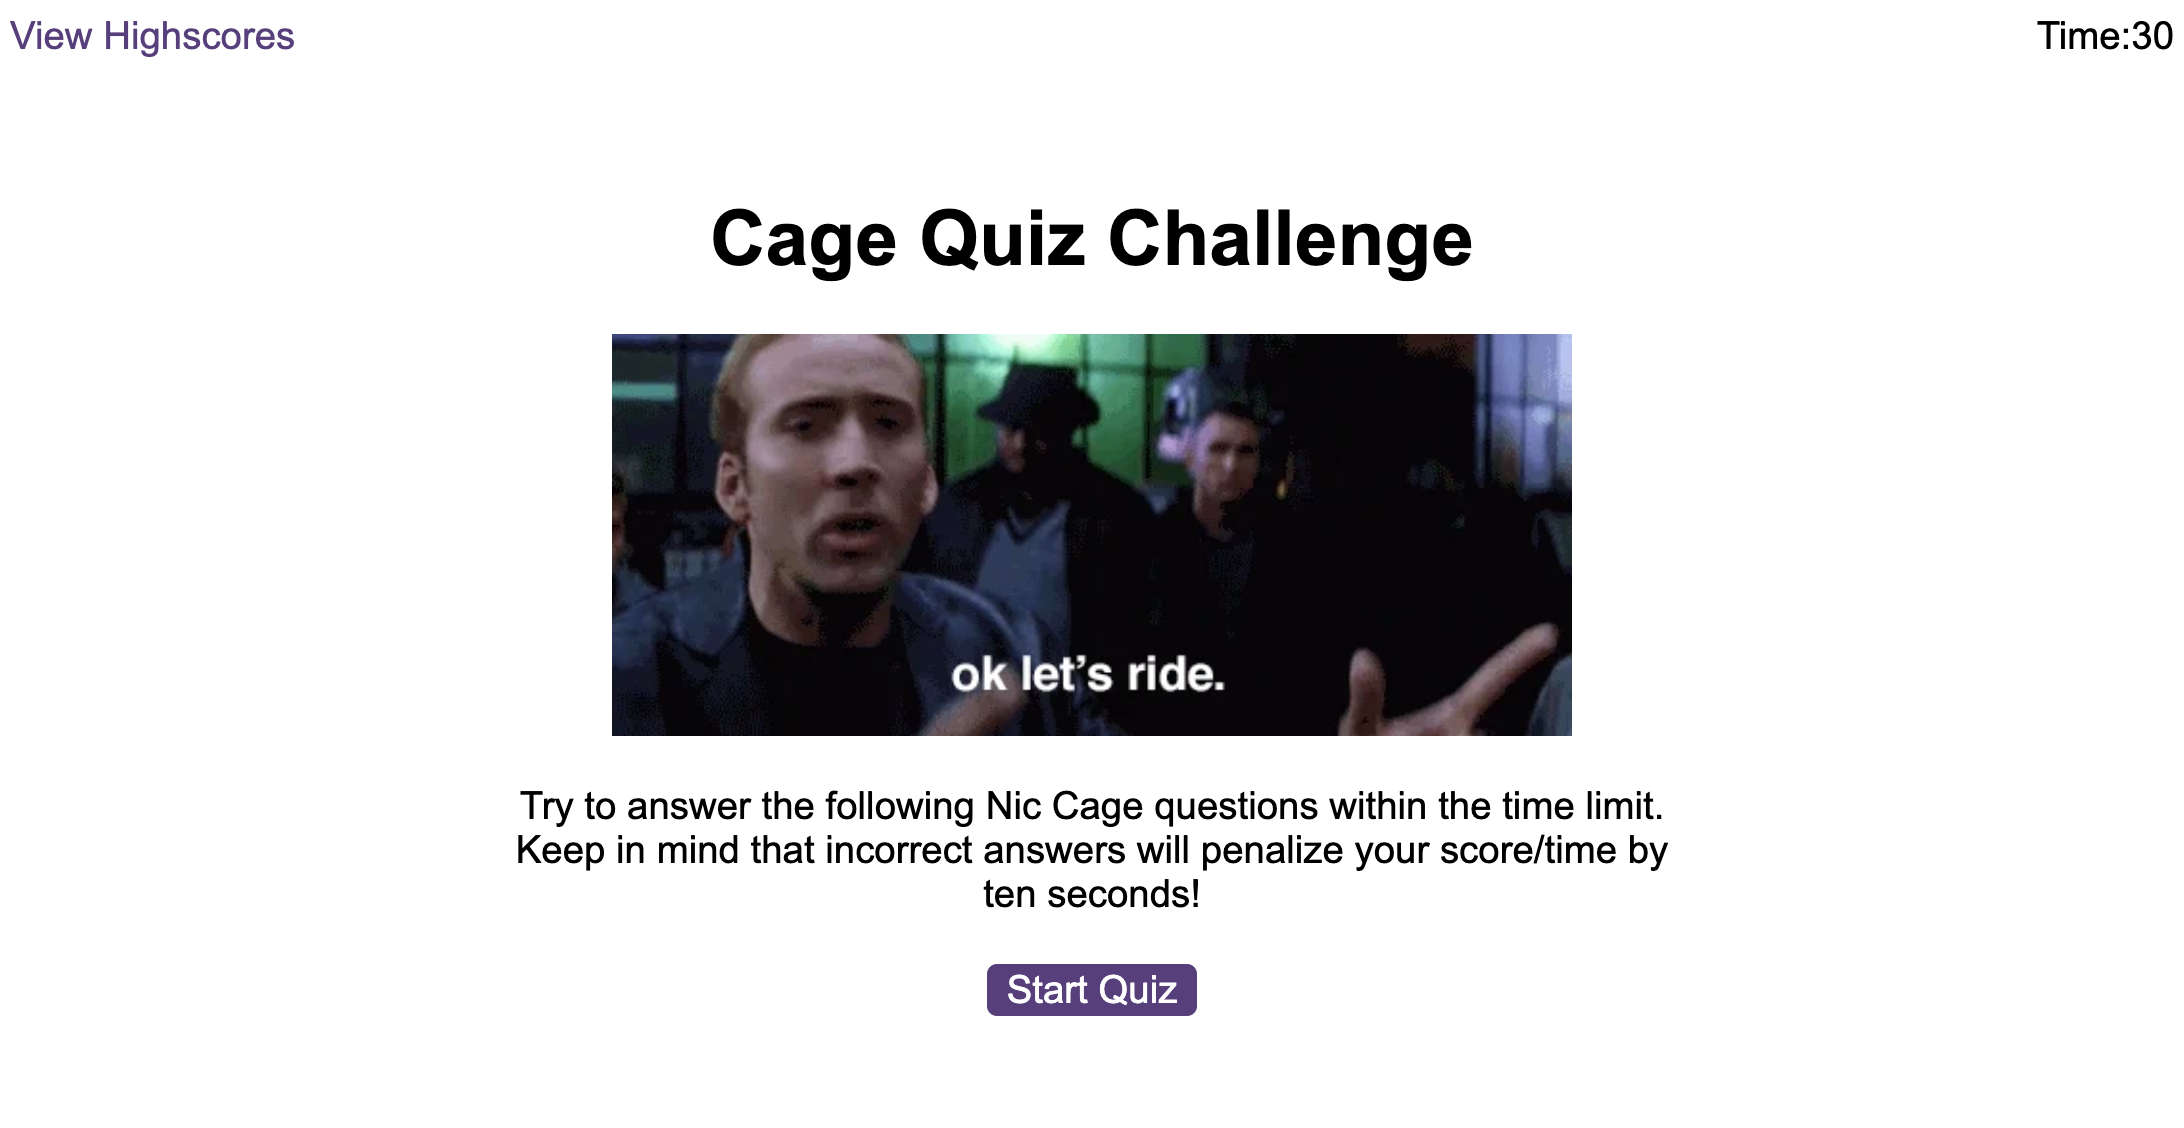 View Highscores
Time:30
Cage Quiz Challenge
ok let’s ride.
Try to answer the following Nic Cage questions within the time limit.
Keep in mind that incorrect answers will penalize your score/time by
ten seconds!
Start Quiz